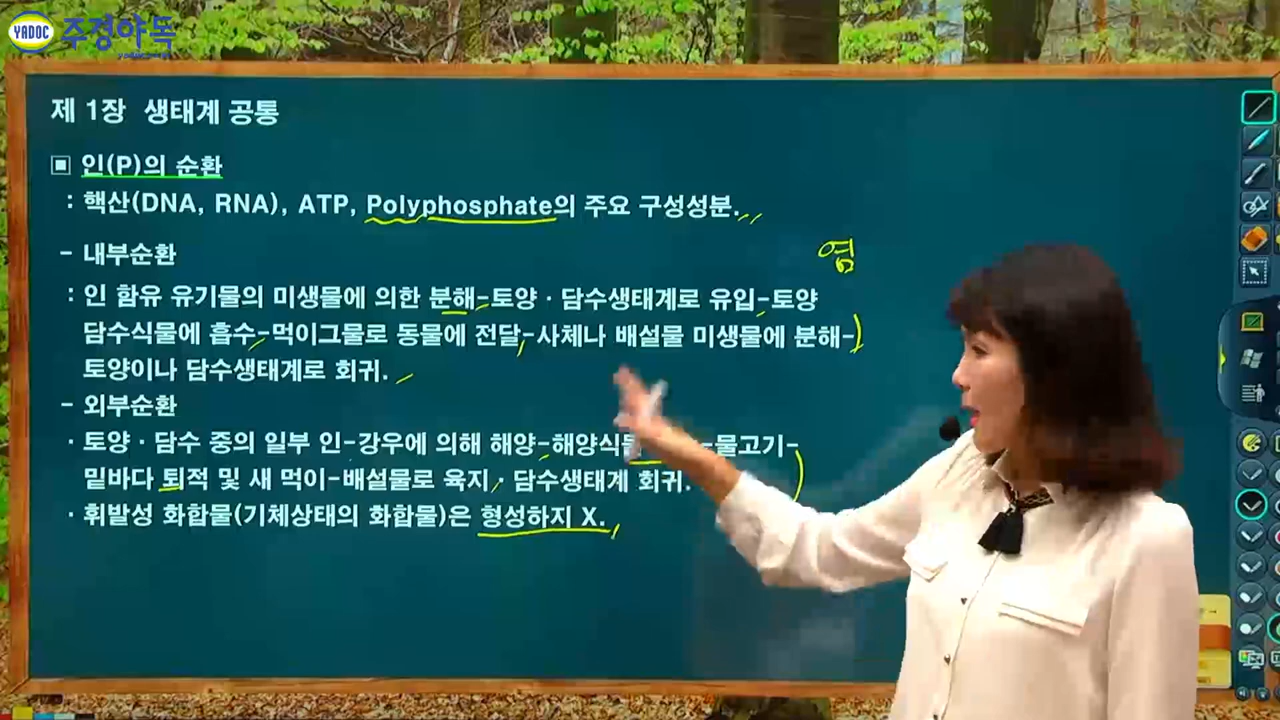 YADOC 주경야독
제 1장 생태계 공통
▣ 인(P)의 순환
: 핵산(DNA, RNA), ATP, Polyphosphate의 주요 구성성분.
- 내부순환
염
: 인 함유 유기물의 미생물에 의한 분해-토양·담수생태계로 유입-토양
담수식물에 흡수-먹이그물로 동물에 전달-사체나 배설물 미생물에 분해-
토양이나 담수생태계로 회귀.
- 외부순환
· 토양·담수 중의 일부 인-강우에 의해 해양-해양식 -물고기-
밑바다 퇴적 및 새 먹이-배설물로 육지·담수생태계 회귀.
· 휘발성 화합물(기체상태의 화합물)은 형성하지 X.